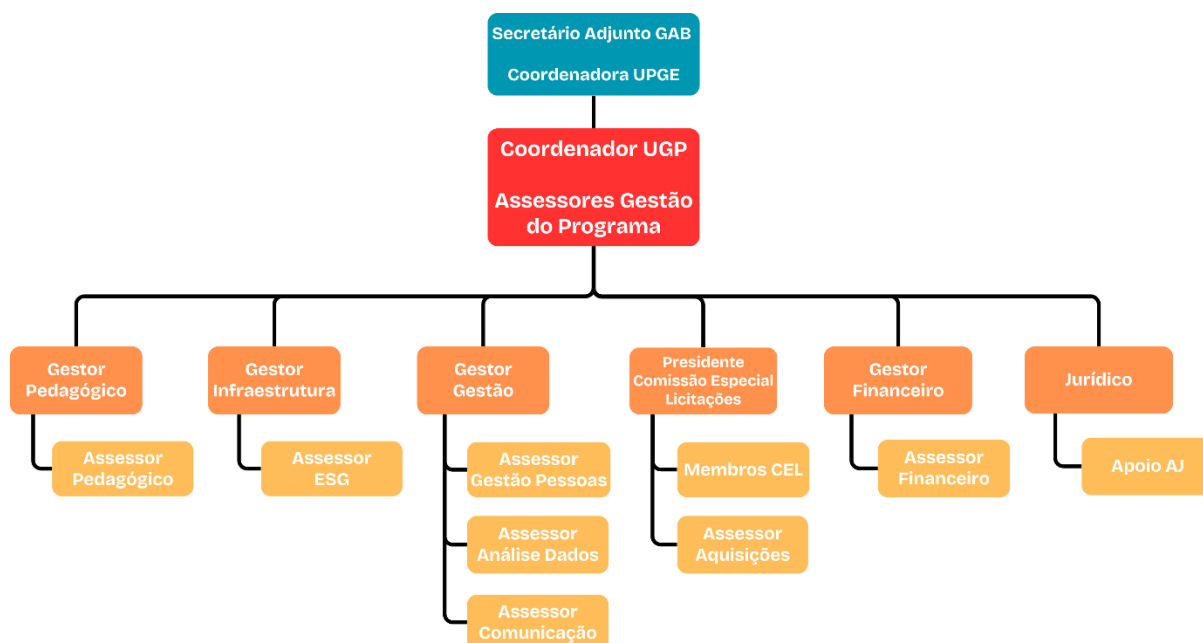 Secretário Adjunto GAB
Coordenadora UPGE
Coordenador UGP
Assessores Gestão
do Programa
Gestor
Pedagógico
Gestor
Infraestrutura
Gestor
Gestão
Presidente
Comissão Especial
Licitações
Gestor
Financeiro
Jurídico
Assessor
Pedagógico
Assessor
ESG
Assessor
Gestão Pessoas
Assessor
Análise Dados
Assessor
Comunicação
Membros CEL
Assessor
Aquisições
Assessor
Financeiro
Apoio AJ